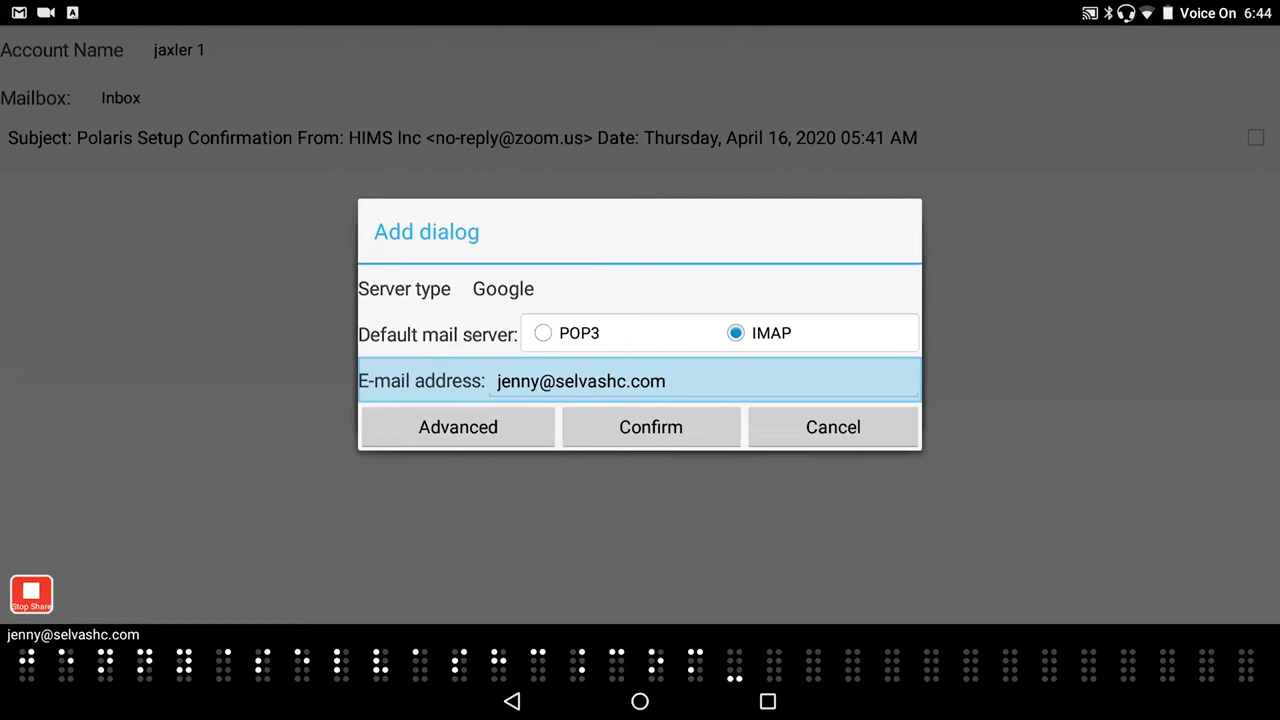 Voice On 6:44
Account Name jaxler 1
Mailbox: Inbox
Subject: Polaris Setup Confirmation From: HIMS Inc <no-reply@zoom.us> Date: Thursday, April 16, 2020 05:41 AM
Add dialog
Server type Google
Default mail server: POP3 IMAP
E-mail address: jenny@selvashc.com
Advanced Confirm Cancel
Stop Share
jenny@selvashc.com